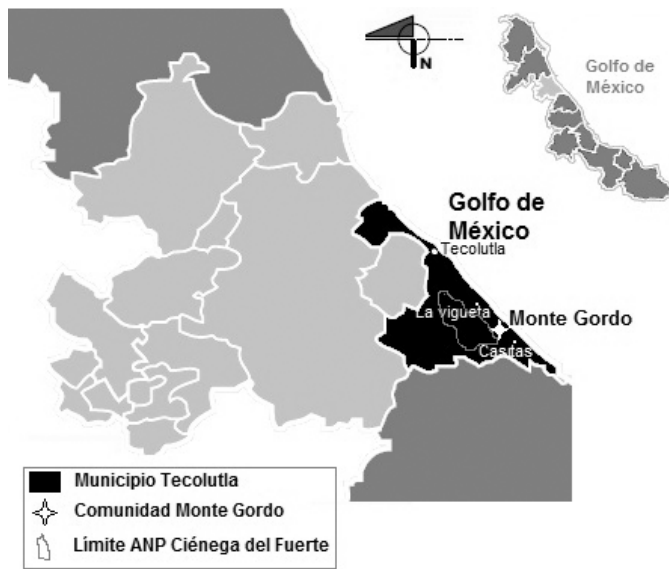 N
Golfo de
México
Golfo de
México
Tecolutla
La vigueta
Monte Gordo
Casitas
Municipio Tecolutla
Comunidad Monte Gordo
Límite ANP Ciénega del Fuerte